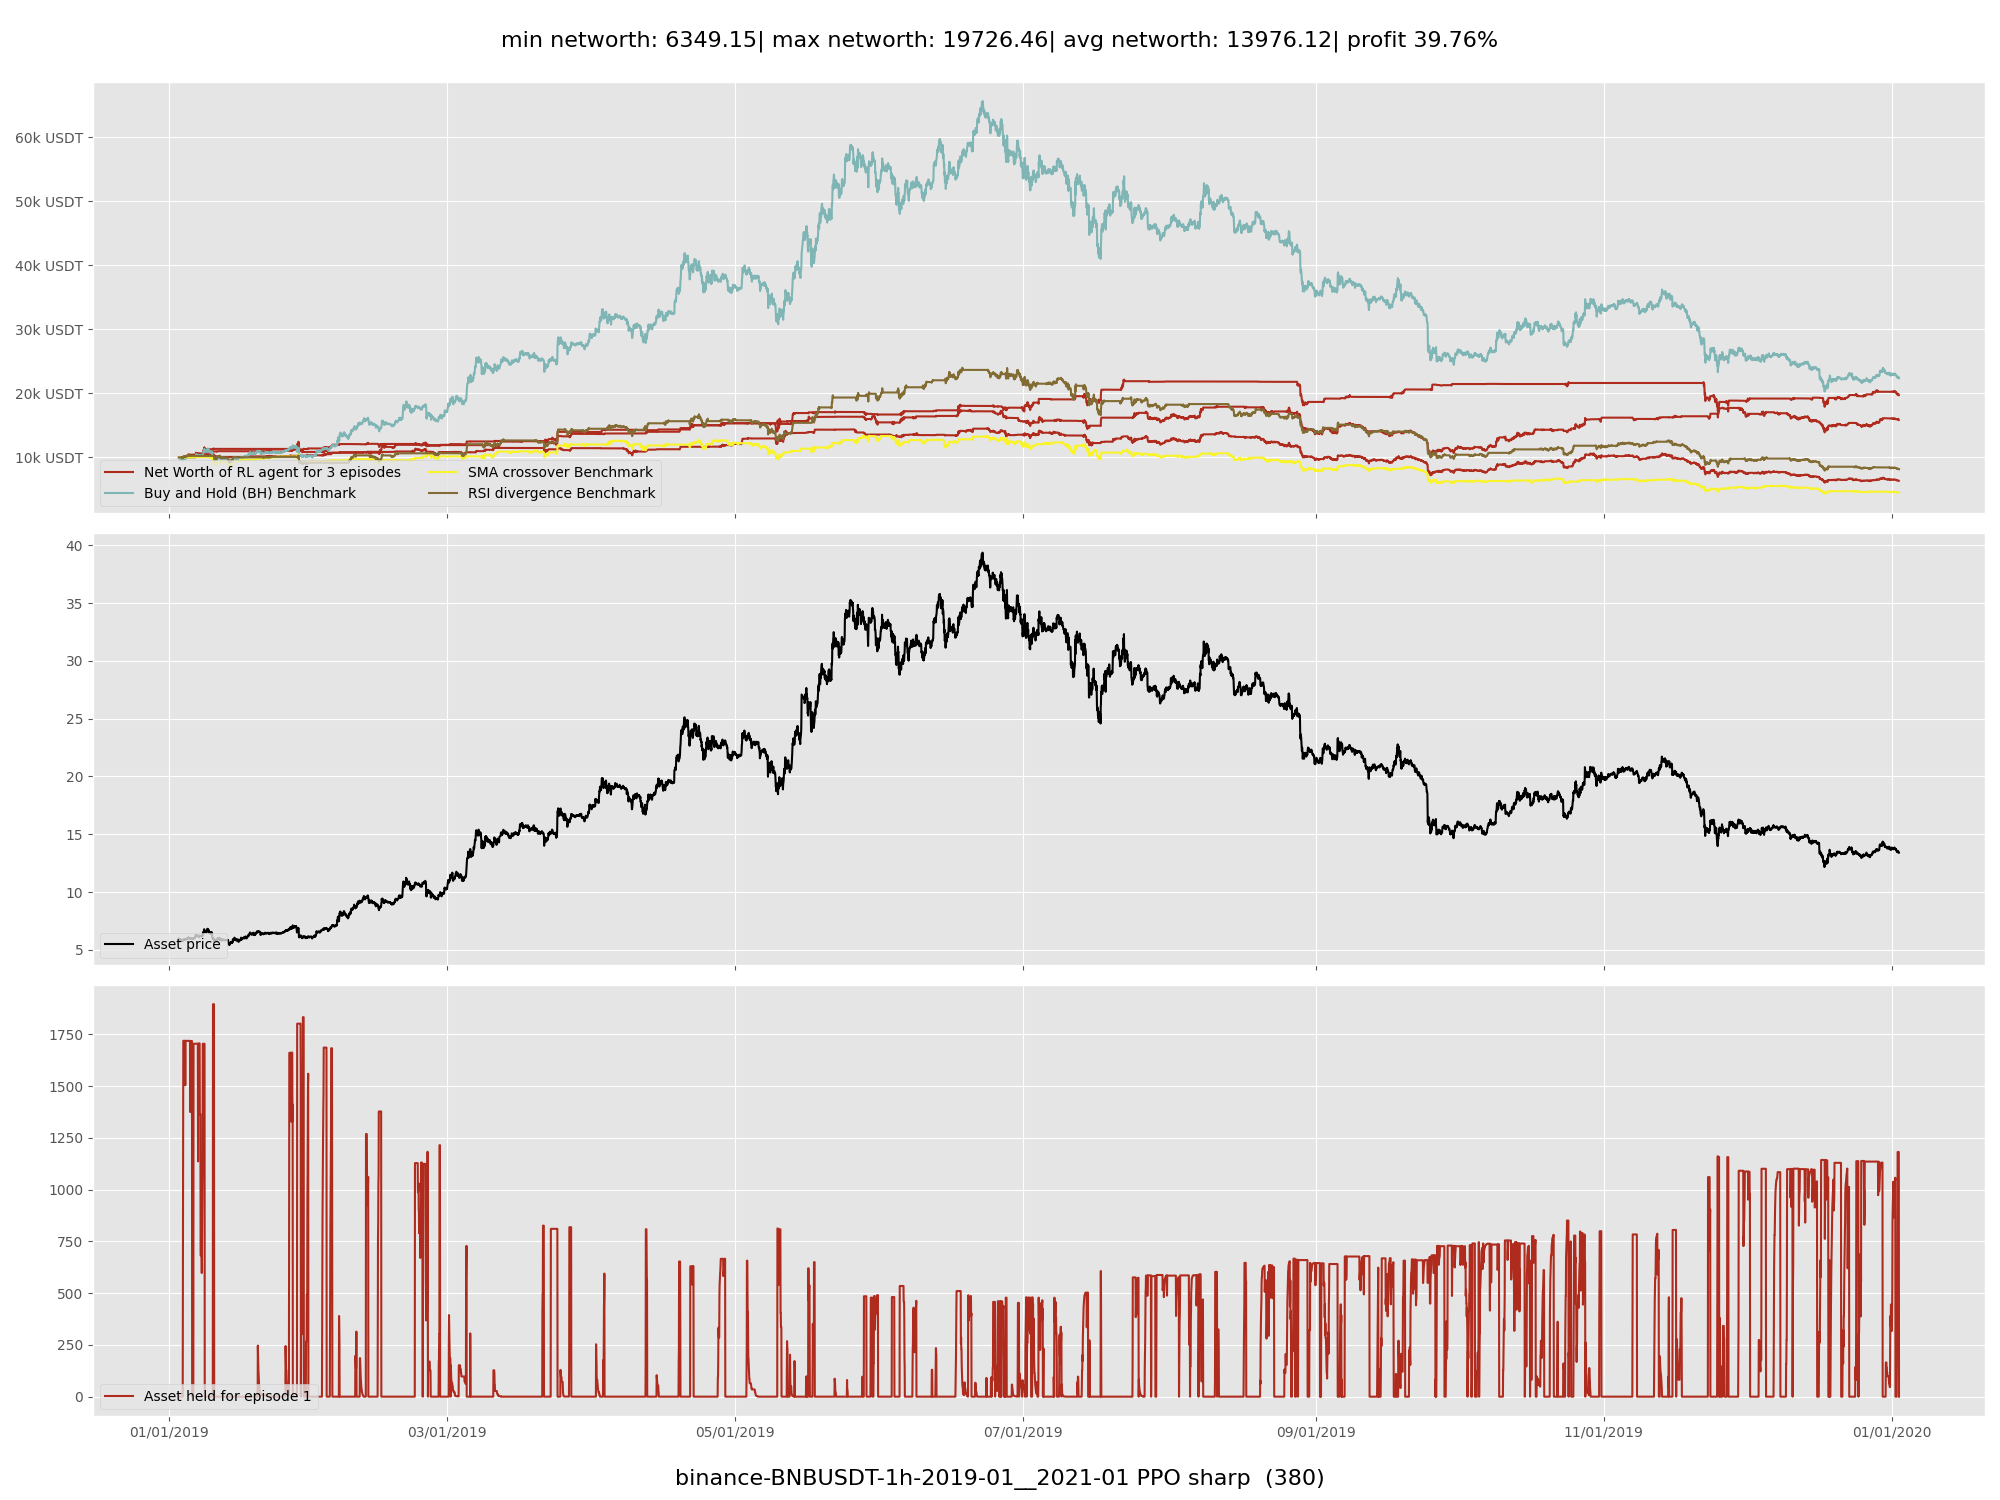 min networth: 6349.15| max networth: 19726.46| avg networth: 13976.12| profit 39.76%
60k USDT
50k USDT
40k USDT
30k USDT
20k USDT
10k USDT
Net Worth of RL agent for 3 episodes
Buy and Hold (BH) Benchmark
SMA crossover Benchmark
RSI divergence Benchmark
40
35
30
25
20
15
10
5
Asset price
1750
1500
1250
1000
750
500
250
0
Asset held for episode 1
01/01/2019 03/01/2019 05/01/2019 07/01/2019 09/01/2019 11/01/2019 01/01/2020
binance-BNBUSDT-1h-2019-01__2021-01 PPO sharp (380)